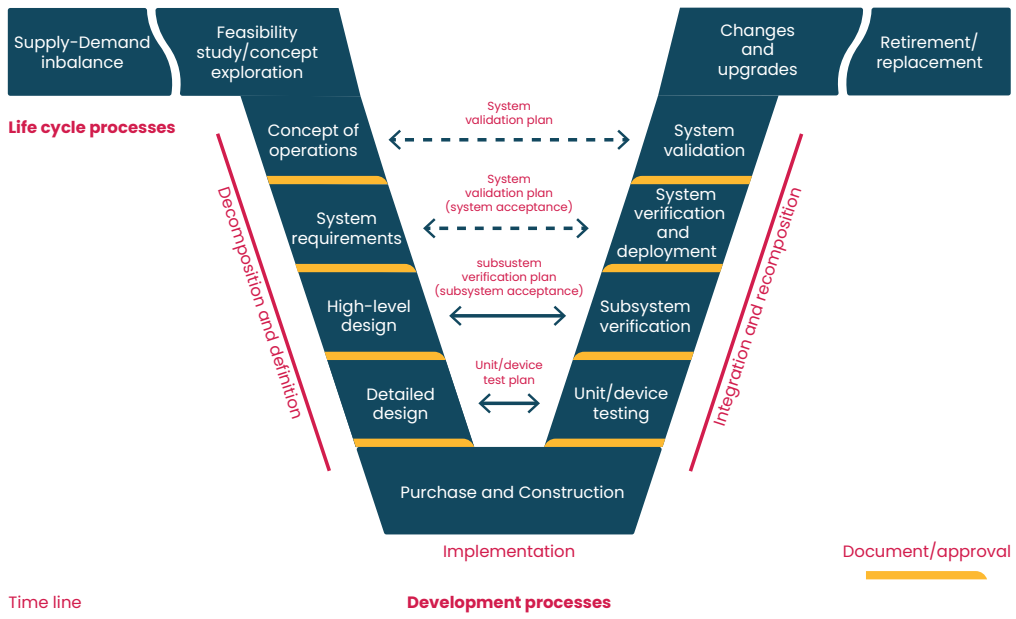 Supply-Demand
inbalance
Feasibility
study/concept
exploration
Changes
and
upgrades
Retirement/
replacement
Life cycle processes
Concept of
operations
System
validation plan
System
validation
Decomposition and definition
System
requirements
System
validation plan
(system acceptance)
System
verification
and
deployment
Integration and recomposition
High-level
design
subsustem
verification plan
(subsystem acceptance)
Subsystem
verification
Detailed
design
Unit/device
test plan
Unit/device
testing
Purchase and Construction
Implementation
Document/approval
Time line
Development processes